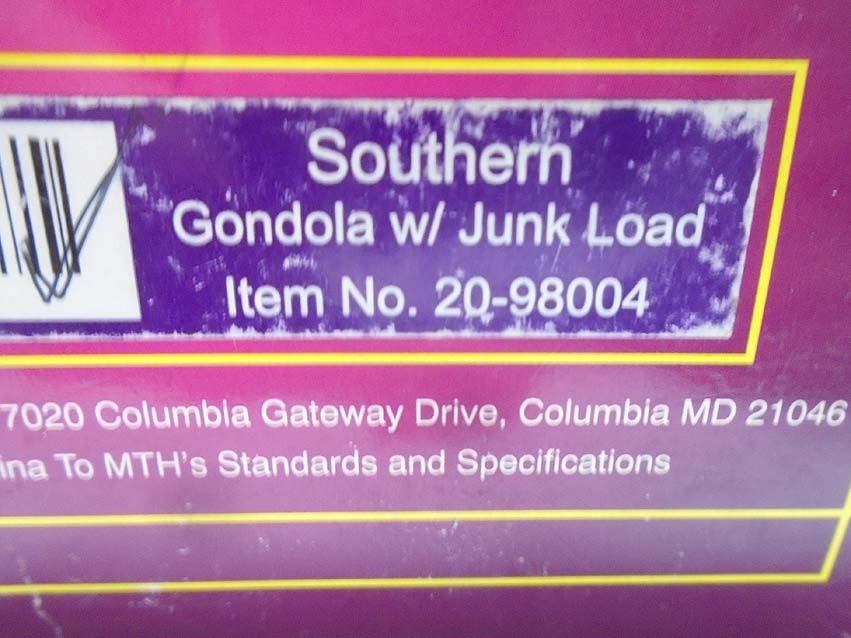 Southern
Gondola w/ Junk Load
Item No. 20-98004
7020 Columbia Gateway Drive, Columbia MD 21046
ina To MTH's Standards and Specifications